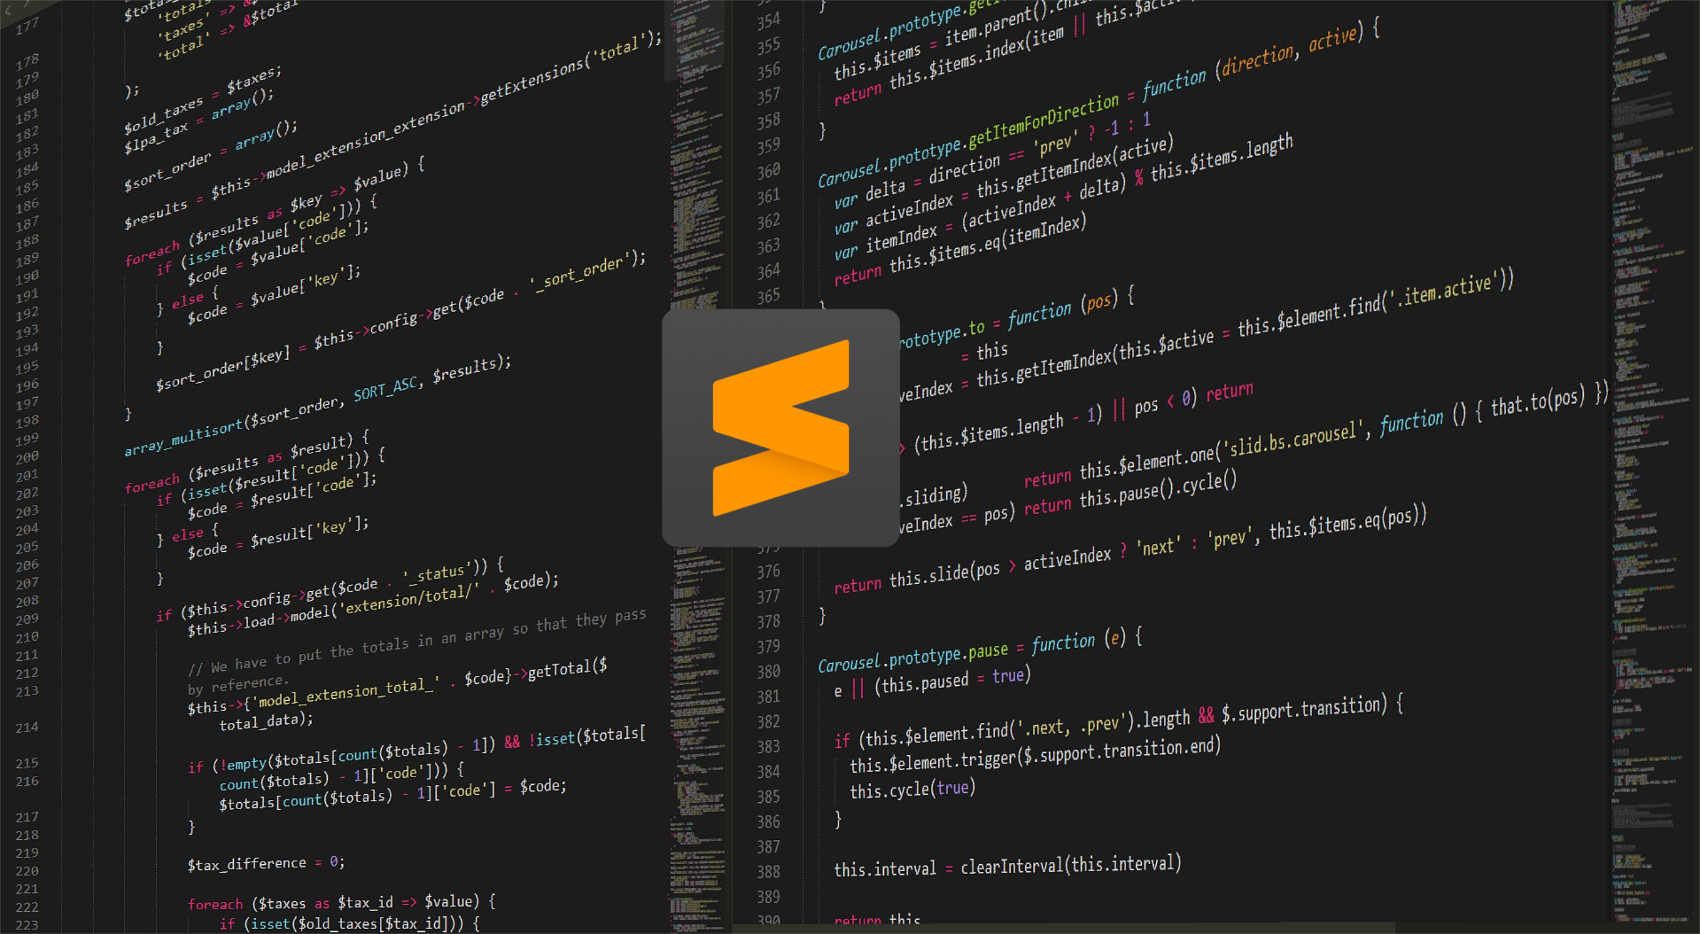 177
$tot
'totals
'taxes' => &
'total' => &$tota
178
);
179
180
$old_taxes = $taxes;
181
$lpa_tax = array();
182
183
$sort_order = array();
184
185
$results = $this->model_extension_extension->getExtensions('total');
186
187
foreach ($results as $key => $value) {
188
if (isset($value['code'])) {
189
$code = $value['code'];
190
} else {
191
$code = $value['key'];
192
}
193
194
$sort_order[$key] = $this->config->get($code . '_sort_order');
195
}
196
197
array_multisort($sort_order, SORT_ASC, $results);
198
199
foreach ($results as $result) {
200
if (isset($result['code'])) {
201
$code = $result['code'];
202
} else {
203
$code = $result['key'];
204
}
205
206
if ($this->config->get($code . '_status')) {
207
$this->load->model('extension/total/' . $code);
208
209
// We have to put the totals in an array so that they pass
by reference.
210
$this->{'model_extension_total_' . $code}->getTotal($
total_data);
211
212
213
214
if (!empty($totals[count($totals) - 1]) && !isset($totals[
count($totals) - 1]['code'])) {
215
$totals[count($totals) - 1]['code'] = $code;
216
}
217
218
$tax_difference = 0;
219
220
221
foreach ($taxes as $tax_id => $value) {
222
if (isset($old_taxes[$tax_id])) {
223
}
354
Carousel.prototype.
355
this.$items = item.parent().
356
return this.$items.index(item || this.
357
}
358
359
Carousel.prototype.getItemForDirection = function (direction, active) {
360
var delta = direction == 'prev' ? -1 : 1
361
var activeIndex = this.getItemIndex(active)
362
var itemIndex = (activeIndex + delta) % this.$items.length
363
return this.$items.eq(itemIndex)
364
365
ototype.to = function (pos) {
= this
veIndex = this.getItemIndex(this.$active = this.$element.find('.item.active'))
> (this.$items.length - 1) || pos < 0) return
.sliding) return this.$element.one('slid.bs.carousel', function () { that.to(pos) })
veIndex == pos) return this.pause().cycle()
375
376
return this.slide(pos > activeIndex ? 'next' : 'prev', this.$items.eq(pos))
377
}
378
379
Carousel.prototype.pause = function (e) {
380
e || (this.paused = true)
381
382
if (this.$element.find('.next, .prev').length && $.support.transition) {
383
this.$element.trigger($.support.transition.end)
384
this.cycle(true)
385
}
386
387
this.interval = clearInterval(this.interval)
388
389
return this
390